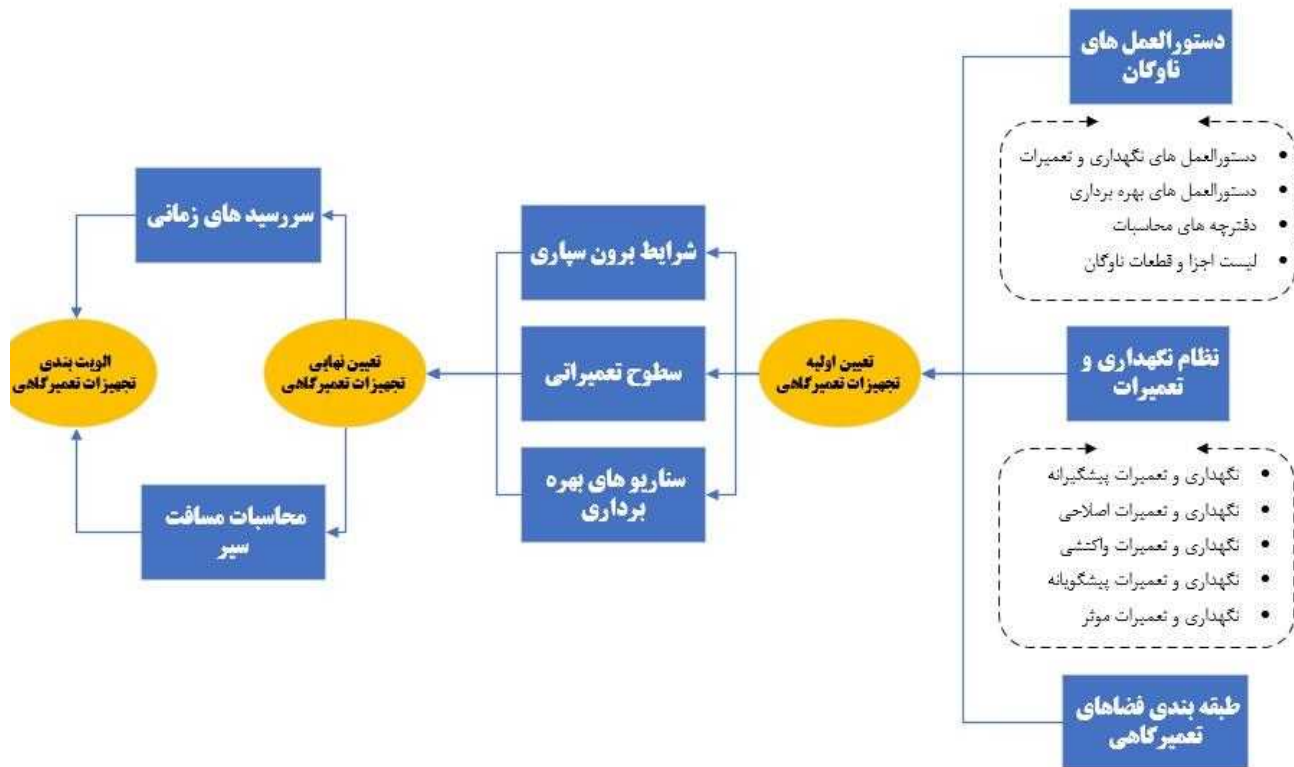 دستورالعمل های
ناوگان
دستورالعمل های نگهداری و تعمیرات
دستورالعمل های بهره برداری
دفترچه های محاسبات
لیست اجزا و قطعات ناوگان
نظام نگهداری و
تعمیرات
نگهداری و تعمیرات پیشگیرانه
نگهداری و تعمیرات اصلاحی
نگهداری و تعمیرات واکنشی
نگهداری و تعمیرات پیشگویانه
نگهداری و تعمیرات موثر
طبقه بندی فضاهای
تعمیرگاهی
تعیین اولیه
تجهیزات تعمیرگاهی
شرایط برون سپاری
سطوح تعمیراتی
سناریو های بهره
برداری
تعیین نهایی
تجهیزات تعمیرگاهی
سررسید های زمانی
محاسبات مسافت
سیر
الویت بندی
تجهیزات تعمیرگاهی